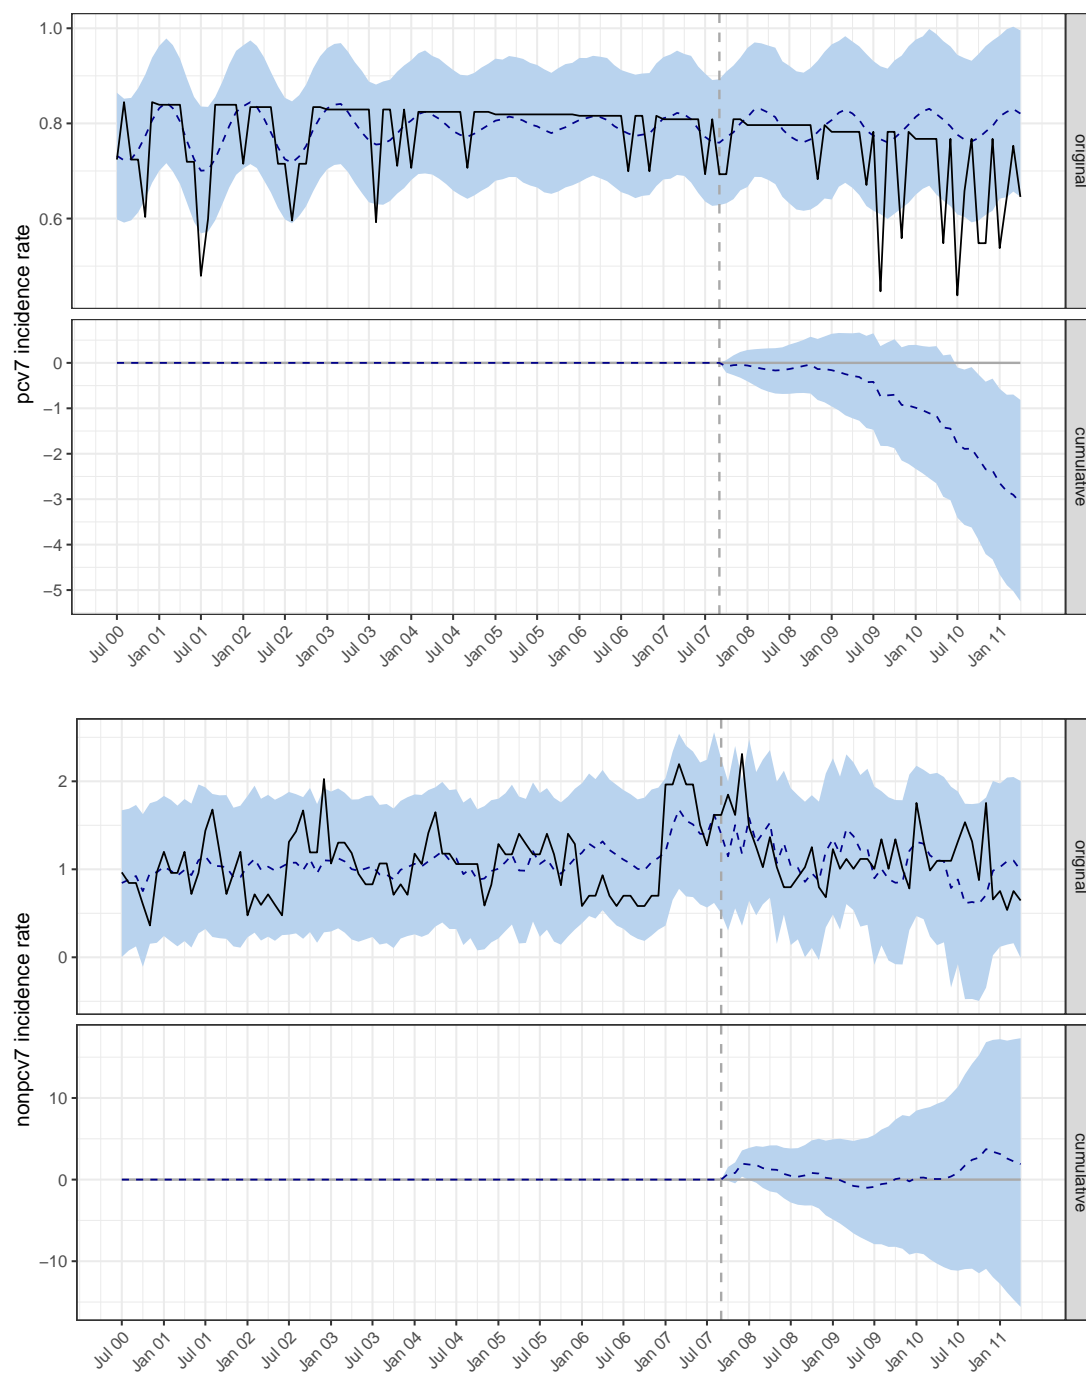 pcv7 incidence rate
1.0
0.8
0.6
original
0
−1
−2
−3
−4
−5
cumulative
Jul 00
Jan 01
Jul 01
Jan 02
Jul 02
Jan 03
Jul 03
Jan 04
Jul 04
Jan 05
Jul 05
Jan 06
Jul 06
Jan 07
Jul 07
Jan 08
Jul 08
Jan 09
Jul 09
Jan 10
Jul 10
Jan 11
nonpcv7 incidence rate
2
1
0
original
10
0
−10
cumulative
Jul 00
Jan 01
Jul 01
Jan 02
Jul 02
Jan 03
Jul 03
Jan 04
Jul 04
Jan 05
Jul 05
Jan 06
Jul 06
Jan 07
Jul 07
Jan 08
Jul 08
Jan 09
Jul 09
Jan 10
Jul 10
Jan 11